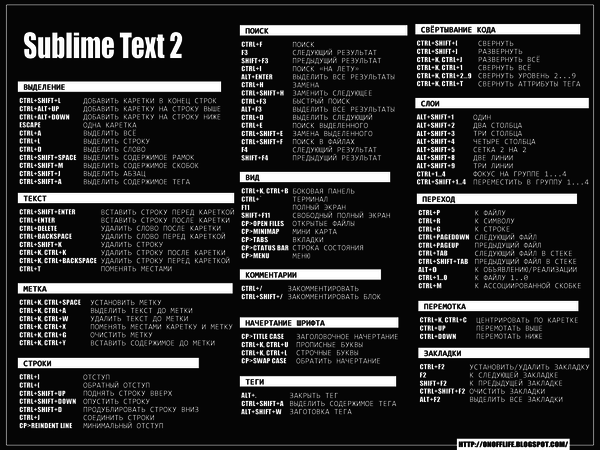 Sublime Text 2
ВЫДЕЛЕНИЕ
CTRL+SHIFT+L ДОБАВИТЬ КАРЕТКИ В КОНЕЦ СТРОК
CTRL+ALT+UP ДОБАВИТЬ КАРЕТКУ НА СТРОКУ ВЫШЕ
CTRL+ALT+DOWN ДОБАВИТЬ КАРЕТКУ НА СТРОКУ НИЖЕ
ESCAPE ОДНА КАРЕТКА
CTRL+A ВЫДЕЛИТЬ ВСЁ
CTRL+L ВЫДЕЛИТЬ СТРОКУ
CTRL+D ВЫДЕЛИТЬ СЛОВО
CTRL+SHIFT+SPACE ВЫДЕЛИТЬ СОДЕРЖИМОЕ РАМОК
CTRL+SHIFT+M ВЫДЕЛИТЬ СОДЕРЖИМОЕ СКОБОК
CTRL+SHIFT+J ВЫДЕЛИТЬ АБЗАЦ
CTRL+SHIFT+A ВЫДЕЛИТЬ СОДЕРЖИМОЕ ТЕГА
ТЕКСТ
CTRL+SHIFT+ENTER ВСТАВИТЬ СТРОКУ ПЕРЕД КАРЕТКОЙ
CTRL+ENTER ВСТАВИТЬ СТРОКУ ПОСЛЕ КАРЕТКИ
CTRL+DELETE УДАЛИТЬ СЛОВО ПОСЛЕ КАРЕТКИ
CTRL+BACKSPACE УДАЛИТЬ СЛОВО ПЕРЕД КАРЕТКОЙ
CTRL+SHIFT+K УДАЛИТЬ СТРОКУ
CTRL+K,CTRL+K УДАЛИТЬ СТРОКУ ПОСЛЕ КАРЕТКИ
CTRL+K,CTRL+BACKSPACE УДАЛИТЬ СТРОКУ ПЕРЕД КАРЕТКОЙ
CTRL+T ПОМЕНЯТЬ МЕСТАМИ
МЕТКА
CTRL+K,CTRL+SPACE УСТАНОВИТЬ МЕТКУ
CTRL+K,CTRL+A ВЫДЕЛИТЬ ТЕКСТ ДО МЕТКИ
CTRL+K,CTRL+W УДАЛИТЬ ТЕКСТ ДО МЕТКИ
CTRL+K,CTRL+X ПОМЕНЯТЬ МЕСТАМИ КАРЕТКУ И МЕТКУ
CTRL+K,CTRL+G ОЧИСТИТЬ МЕТКУ
CTRL+K,CTRL+Y ВСТАВИТЬ СОДЕРЖИМОЕ ДО МЕТКИ
СТРОКИ
CTRL+] ОТСТУП
CTRL+[ ОБРАТНЫЙ ОТСТУП
CTRL+SHIFT+UP ПОДНЯТЬ СТРОКУ ВВЕРХ
CTRL+SHIFT+DOWN ОПУСТИТЬ СТРОКУ
CTRL+SHIFT+D ПРОДУБЛИРОВАТЬ СТРОКУ ВНИЗ
CTRL+J СОЕДИНИТЬ СТРОКИ
CP>REINDENT LINE МИНИМАЛЬНЫЙ ОТСТУП
ПОИСК
CTRL+F ПОИСК
F3 СЛЕДУЮЩИЙ РЕЗУЛЬТАТ
SHIFT+F3 ПРЕДЫДУЩИЙ РЕЗУЛЬТАТ
CTRL+I ПОИСК «НА ЛЕТУ»
ALT+ENTER ВЫДЕЛИТЬ ВСЕ РЕЗУЛЬТАТЫ
CTRL+H ЗАМЕНА
CTRL+SHIFT+H ЗАМЕНИТЬ СЛЕДУЮЩЕЕ
CTRL+F3 БЫСТРЫЙ ПОИСК
ALT+F3 ВЫДЕЛИТЬ ВСЕ РЕЗУЛЬТАТЫ
CTRL+D ВЫДЕЛИТЬ СЛЕДУЮЩИЙ
CTRL+E ПОИСК ВЫДЕЛЕННОГО
CTRL+SHIFT+E ЗАМЕНА ВЫДЕЛЕННОГО
CTRL+SHIFT+F ПОИСК В ФАЙЛАХ
F4 СЛЕДУЮЩИЙ РЕЗУЛЬТАТ
SHIFT+F4 ПРЕДЫДУЩИЙ РЕЗУЛЬТАТ
ВИД
CTRL+K,CTRL+B БОКОВАЯ ПАНЕЛЬ
CTRL+` ТЕРМИНАЛ
F11 ПОЛНЫЙ ЭКРАН
SHIFT+F11 СВОБОДНЫЙ ПОЛНЫЙ ЭКРАН
CP>OPEN FILES ОТКРЫТЫЕ ФАЙЛЫ
CP>MINIMAP МИНИ КАРТА
CP>TABS ВКЛАДКИ
CP>STATUS BAR СТРОКА СОСТОЯНИЯ
CP>MENU МЕНЮ
КОММЕНТАРИИ
CTRL+/ ЗАКОММЕНТИРОВАТЬ
CTRL+SHIFT+/ ЗАКОММЕНТИРОВАТЬ БЛОК
НАЧЕРТАНИЕ ШРИФТА
CP>TITLE CASE ЗАГОЛОВОЧНОЕ НАЧЕРТАНИЕ
CTRL+K,CTRL+U ПРОПИСНЫЕ БУКВЫ
CTRL+K,CTRL+L СТРОЧНЫЕ БУКВЫ
CP>SWAP CASE ОБРАТИТЬ НАЧЕРТАНИЕ
ТЕГИ
ALT+. ЗАКРЫТЬ ТЕГ
CTRL+SHIFT+A ВЫДЕЛИТЬ СОДЕРЖИМОЕ ТЕГА
ALT+SHIFT+W ЗАГОТОВКА ТЕГА
СВЁРТЫВАНИЕ КОДА
CTRL+SHIFT+[ СВЕРНУТЬ
CTRL+SHIFT+] РАЗВЕРНУТЬ
CTRL+K,CTRL+J РАЗВЕРНУТЬ ВСЁ
CTRL+K,CTRL+1 СВЕРНУТЬ ВСЁ
CTRL+K,CTRL+2..9 СВЕРНУТЬ УРОВЕНЬ 2...9
CTRL+K,CTRL+T СВЕРНУТЬ АТТРИБУТЫ ТЕГА
СЛОИ
ALT+SHIFT+1 ОДИН
ALT+SHIFT+2 ДВА СТОЛБЦА
ALT+SHIFT+3 ТРИ СТОЛБЦА
ALT+SHIFT+4 ЧЕТЫРЕ СТОЛБЦА
ALT+SHIFT+5 СЕТКА 2 НА 2
ALT+SHIFT+8 ДВЕ ЛИНИИ
ALT+SHIFT+9 ТРИ ЛИНИИ
CTRL+1..4 ФОКУС НА ГРУППЕ 1...4
CTRL+SHIFT+1..4 ПЕРЕМЕСТИТЬ В ГРУППУ 1...4
ПЕРЕХОД
CTRL+P К ФАЙЛУ
CTRL+R К СИМВОЛУ
CTRL+G К СТРОКЕ
CTRL+PAGEDOWN СЛЕДУЮЩИЙ ФАЙЛ
CTRL+PAGEUP ПРЕДЫДУЩИЙ ФАЙЛ
CTRL+TAB СЛЕДУЮЩИЙ ФАЙЛ В СТЕКЕ
CTRL+SHIFT+TAB ПРЕДЫДУЩИЙ ФАЙЛ В СТЕКЕ
ALT+O К ОБЪЯВЛЕНИЮ/РЕАЛИЗАЦИИ
CTRL+1..0 К ФАЙЛУ 1...10
CTRL+M К АССОЦИИРОВАННОЙ СКОБКЕ
ПЕРЕМОТКА
CTRL+K,CTRL+C ЦЕНТРИРОВАТЬ ПО КАРЕТКЕ
CTRL+UP ПЕРЕМОТАТЬ ВЫШЕ
CTRL+DOWN ПЕРЕМОТАТЬ НИЖЕ
ЗАКЛАДКИ
CTRL+F2 УСТАНОВИТЬ/УДАЛИТЬ ЗАКЛАДКУ
F2 К СЛЕДУЮЩЕЙ ЗАКЛАДКЕ
SHIFT+F2 К ПРЕДЫДУЩЕЙ ЗАКЛАДКЕ
CTRL+SHIFT+F2 ОЧИСТИТЬ ЗАКЛАДКИ
ALT+F2 ВЫДЕЛИТЬ ВСЕ ЗАКЛАДКИ
HTTP://ONOFFLIFE.BLOGSPOT.COM/